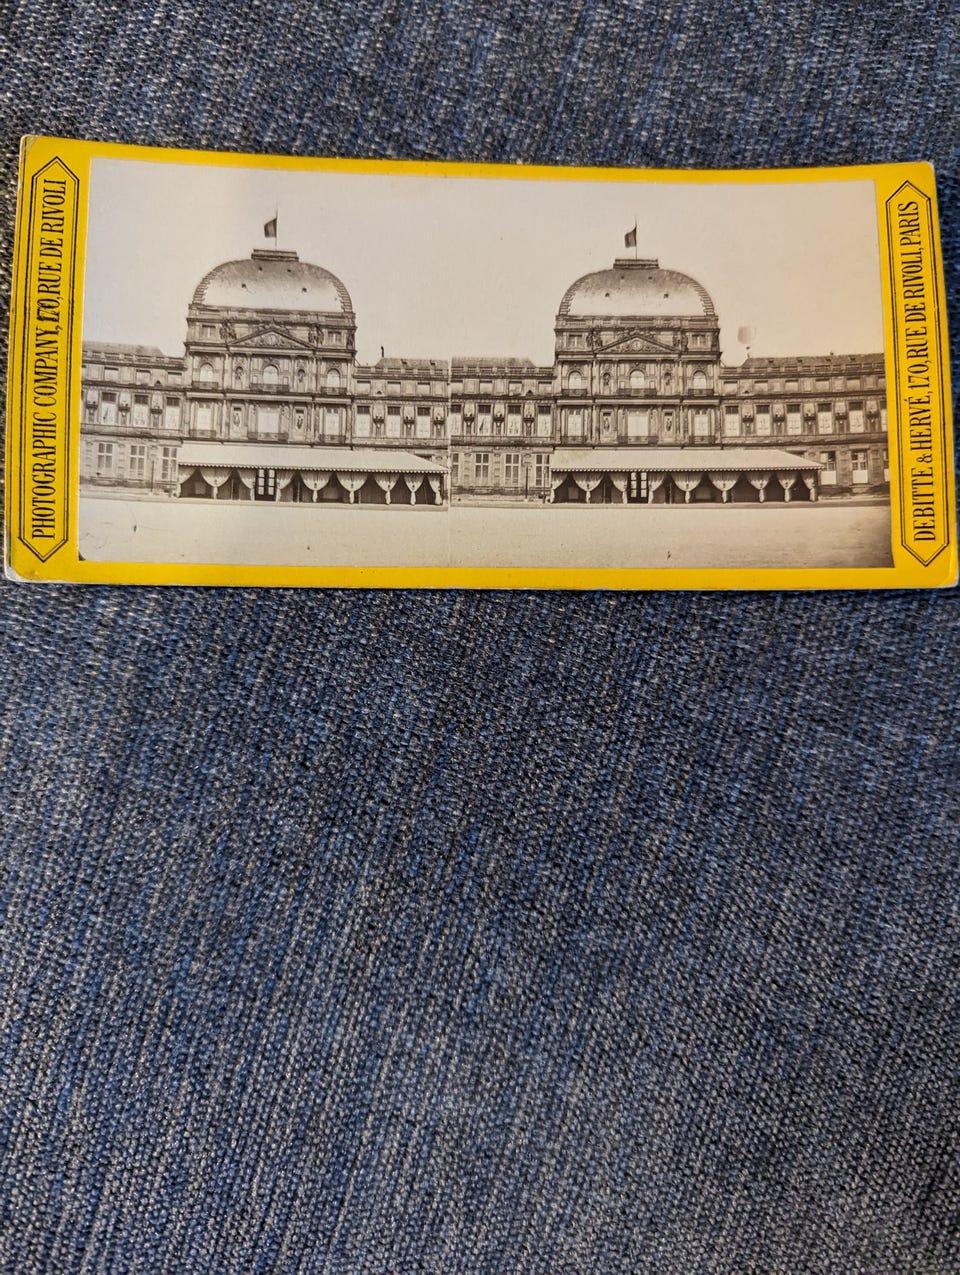 PHOTOGRAPHIC COMPANY, 170, RUE DE RIVOLI
DEBITTE & HERVÉ, 170, RUE DE RIVOLI, PARIS